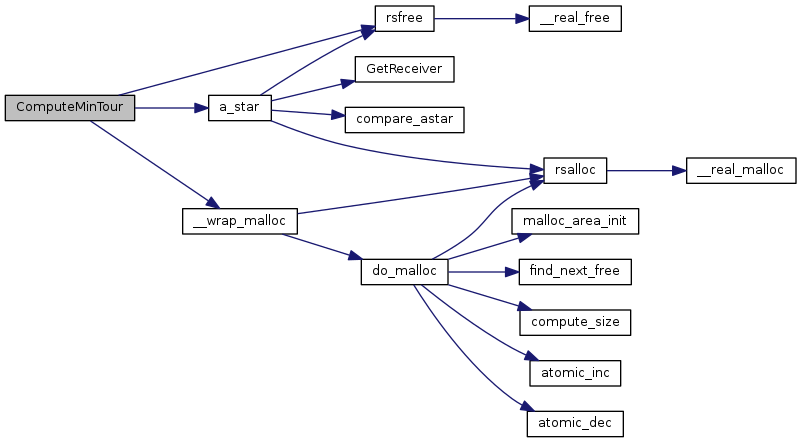 rsfree
__real_free
GetReceiver
ComputeMinTour
a_star
compare_astar
rsalloc
__real_malloc
__wrap_malloc
malloc_area_init
do_malloc
find_next_free
compute_size
atomic_inc
atomic_dec